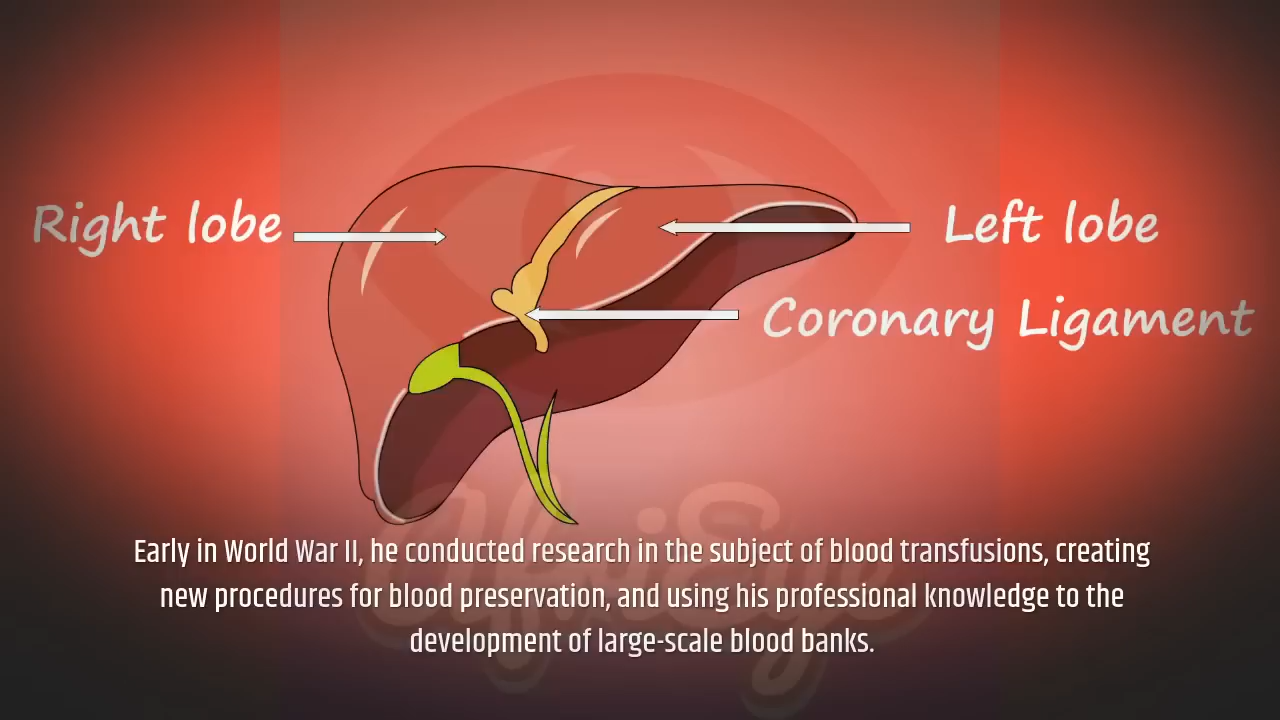 Right lobe
Left lobe
Coronary Ligament
AfriEye
Early in World War II, he conducted research in the subject of blood transfusions, creating
new procedures for blood preservation, and using his professional knowledge to the
development of large-scale blood banks.